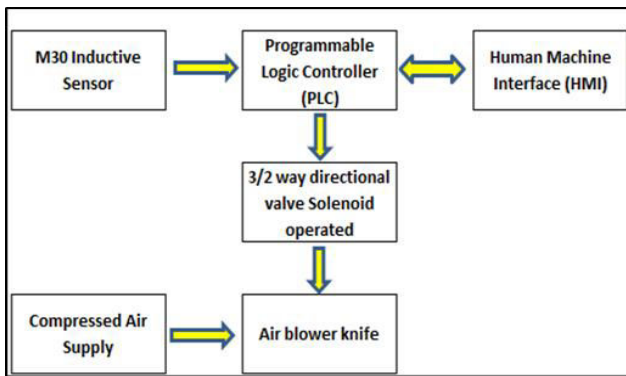 M30 Inductive
Sensor
Programmable
Logic Controller
(PLC)
Human Machine
Interface (HMI)
3/2 way directional
valve Solenoid
operated
Compressed Air
Supply
Air blower knife